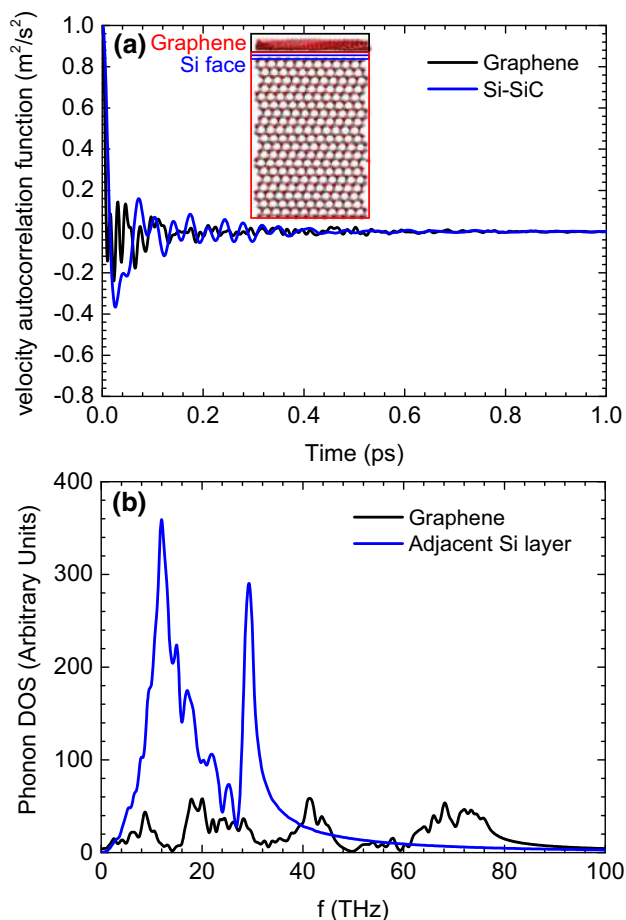 (a)
Graphene
Si face
Graphene
Si-SiC
1.0
0.8
0.6
0.4
0.2
0.0
-0.2
-0.4
-0.6
-0.8
velocity autocorrelation function (m²/s²)
0.0 0.2 0.4 0.6 0.8 1.0
Time (ps)
(b)
Graphene
Adjacent Si layer
400
300
200
100
0
Phonon DOS (Arbitrary Units)
0 20 40 60 80 100
f (THz)